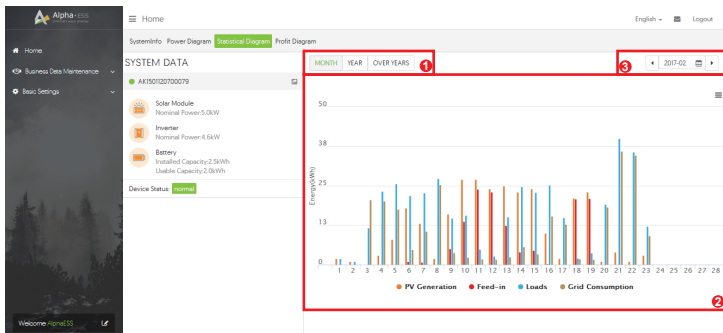 Alpha·ESS
Home
English
Logout
SystemInfo Power Diagram Statistical Diagram Profit Diagram
Home
Business Data Maintenance
Basic Settings
SYSTEM DATA
AK1501120700079
Solar Module
Nominal Power:5.0kW
Inverter
Nominal Power:4.6kW
Battery
Installed Capacity:2.5kWh
Usable Capacity:2.0kWh
Device Status: normal
MONTH YEAR OVER YEARS
1
3
2017-02
Energy(kWh)
50
38
25
13
0
1 2 3 4 5 6 7 8 9 10 11 12 13 14 15 16 17 18 19 20 21 22 23 24 25 26 27 28
PV Generation Feed-in Loads Grid Consumption
2
Welcome AlphaESS